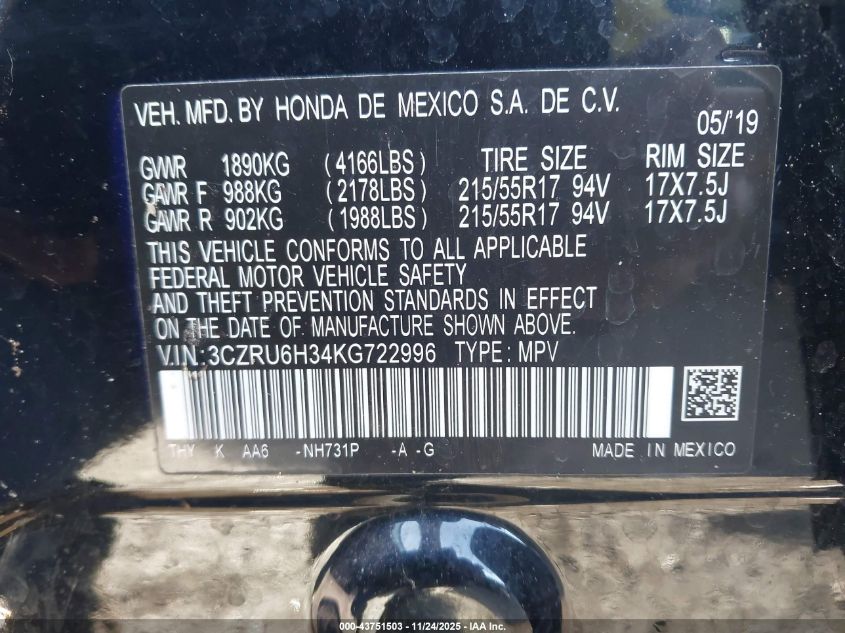 VEH. MFD. BY HONDA DE MEXICO S.A. DE C.V.
05/'19
GVWR 1890KG (4166LBS) TIRE SIZE RIM SIZE
GAWR F 988KG (2178LBS) 215/55R17 94V 17X7.5J
GAWR R 902KG (1988LBS) 215/55R17 94V 17X7.5J
THIS VEHICLE CONFORMS TO ALL APPLICABLE
FEDERAL MOTOR VEHICLE SAFETY
AND THEFT PREVENTION STANDARDS IN EFFECT
ON THE DATE OF MANUFACTURE SHOWN ABOVE.
V.I.N: 3CZRU6H34KG722996 TYPE: MPV
THY K AA6 -NH731P -A -G MADE IN MEXICO
000-43751503 - 11/24/2025 - IAA Inc.